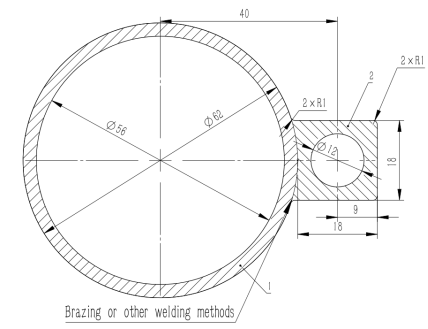 40
2×R1
2
2×R1
Ø62
Ø56
Ø12
18
9
18
1
Brazing or other welding methods